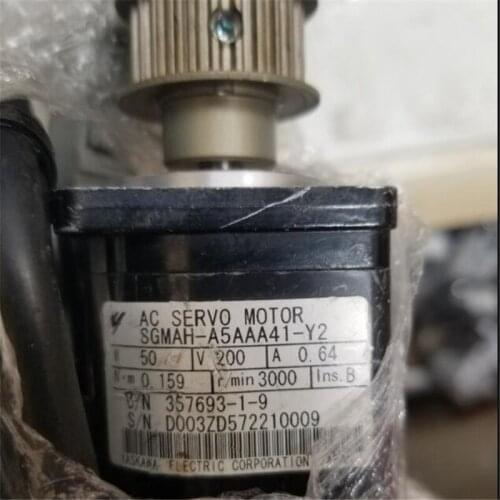 AC SERVO MOTOR
SGMAH-A5AAA41-Y2
W 50 V 200 A 0.64
N·m 0.159 r/min 3000 Ins.B
O/N 357693-1-9
S/N D003ZD572210009
YASKAWA ELECTRIC CORPORATION